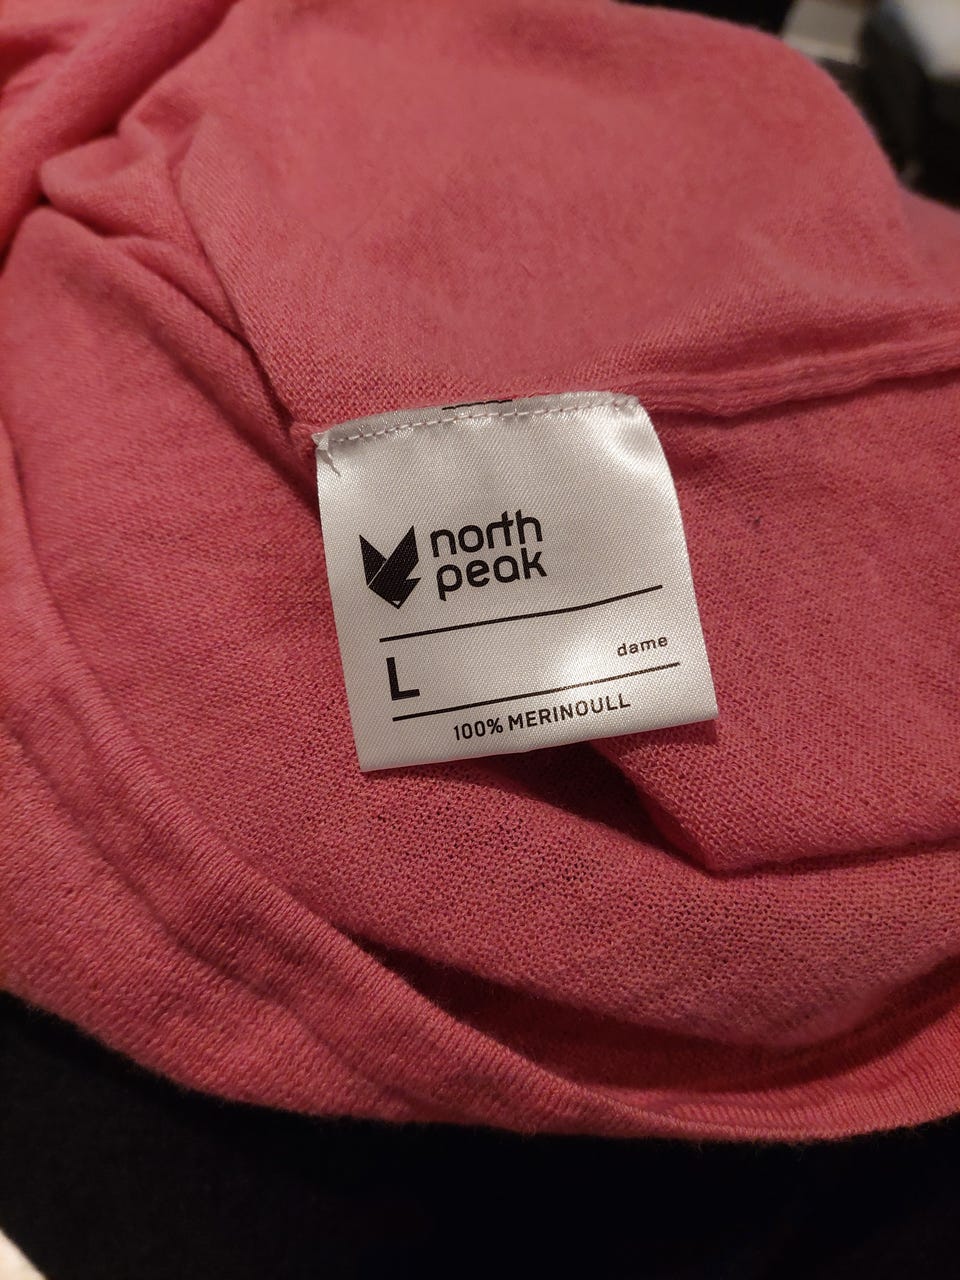 north
peak
L
dame
100% MERINOULL